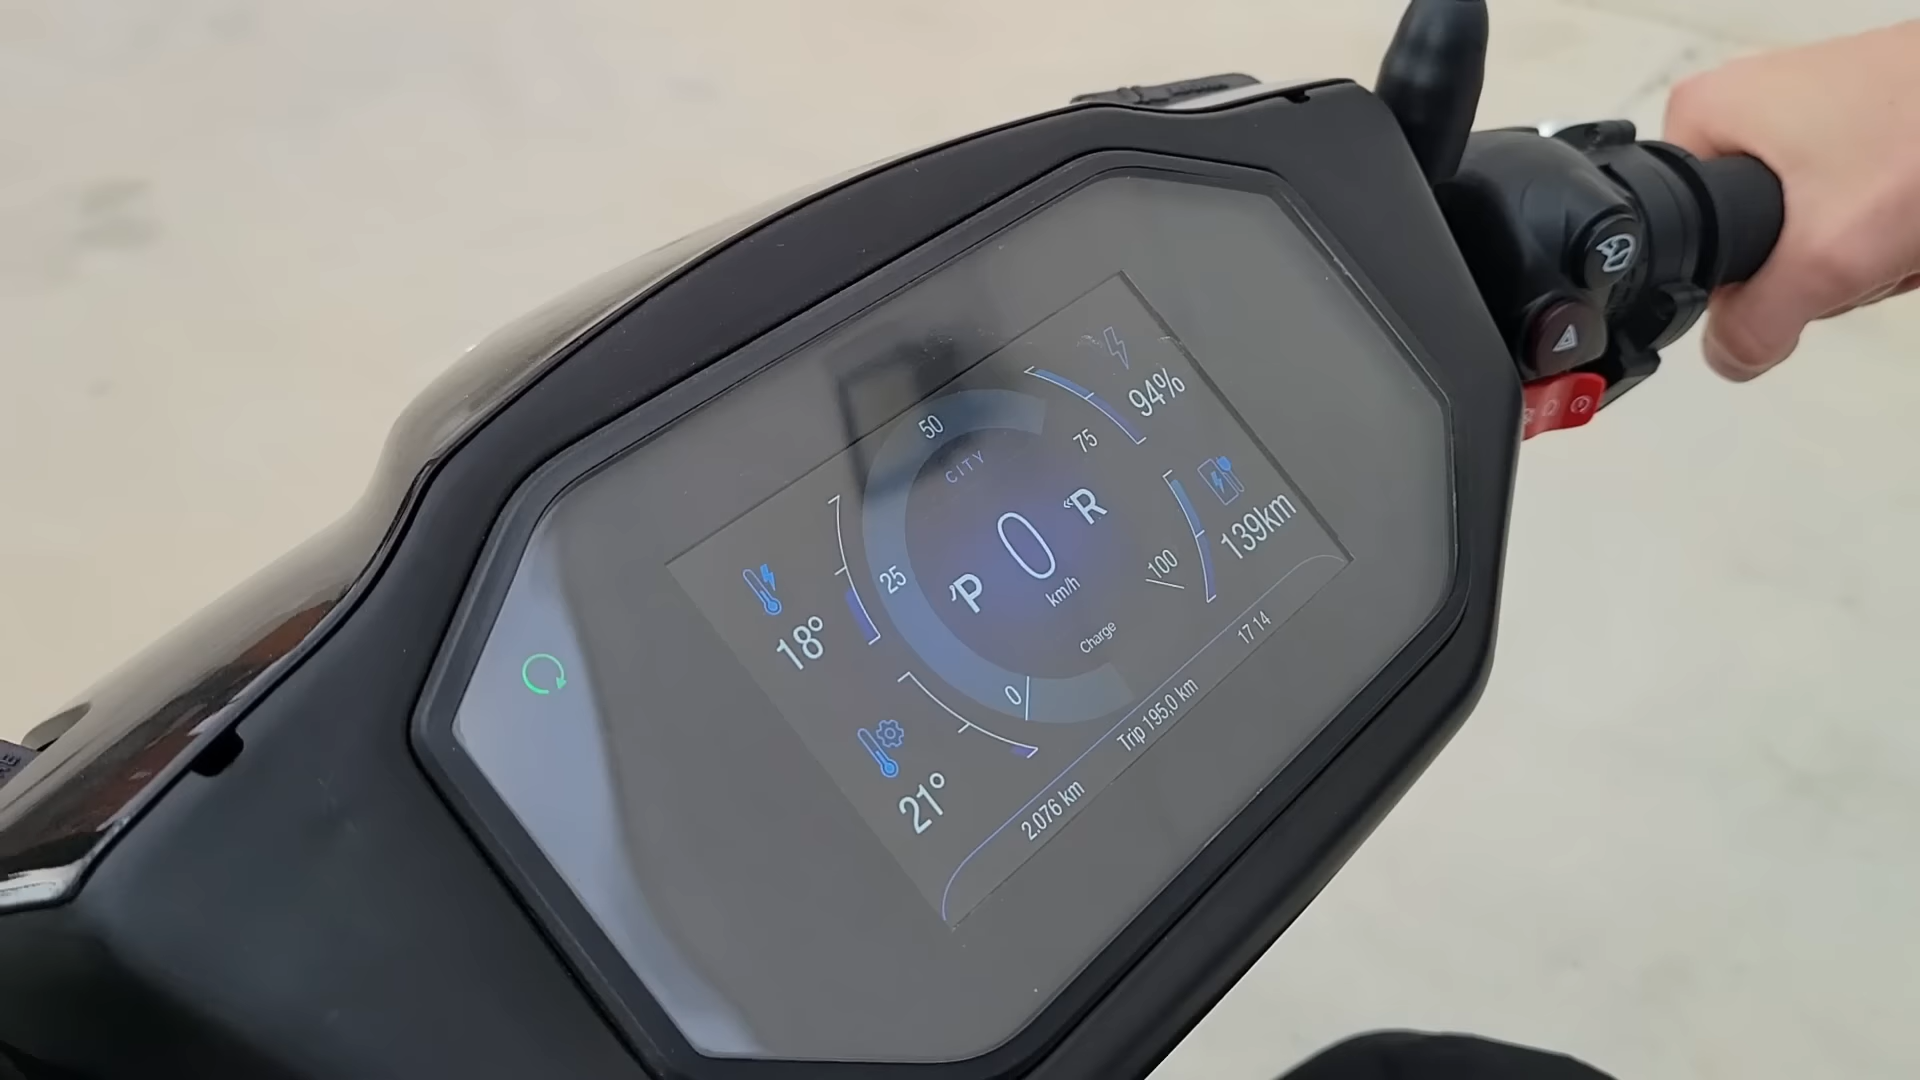 94%
50
75
CITY
‹‹R
0
139km
'P
25
100
km/h
18°
Charge
17 14
0
Trip 195,0 km
21°
2.076 km